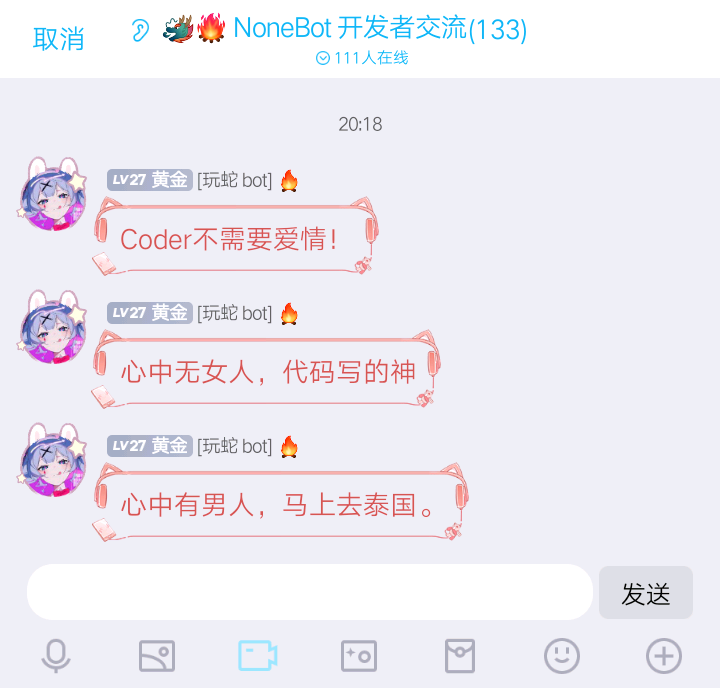 取消
NoneBot 开发者交流(133)
111人在线
20:18
LV27 黄金 [玩蛇 bot]
Coder不需要爱情！
LV27 黄金 [玩蛇 bot]
心中无女人，代码写的神
LV27 黄金 [玩蛇 bot]
心中有男人，马上去泰国。
发送